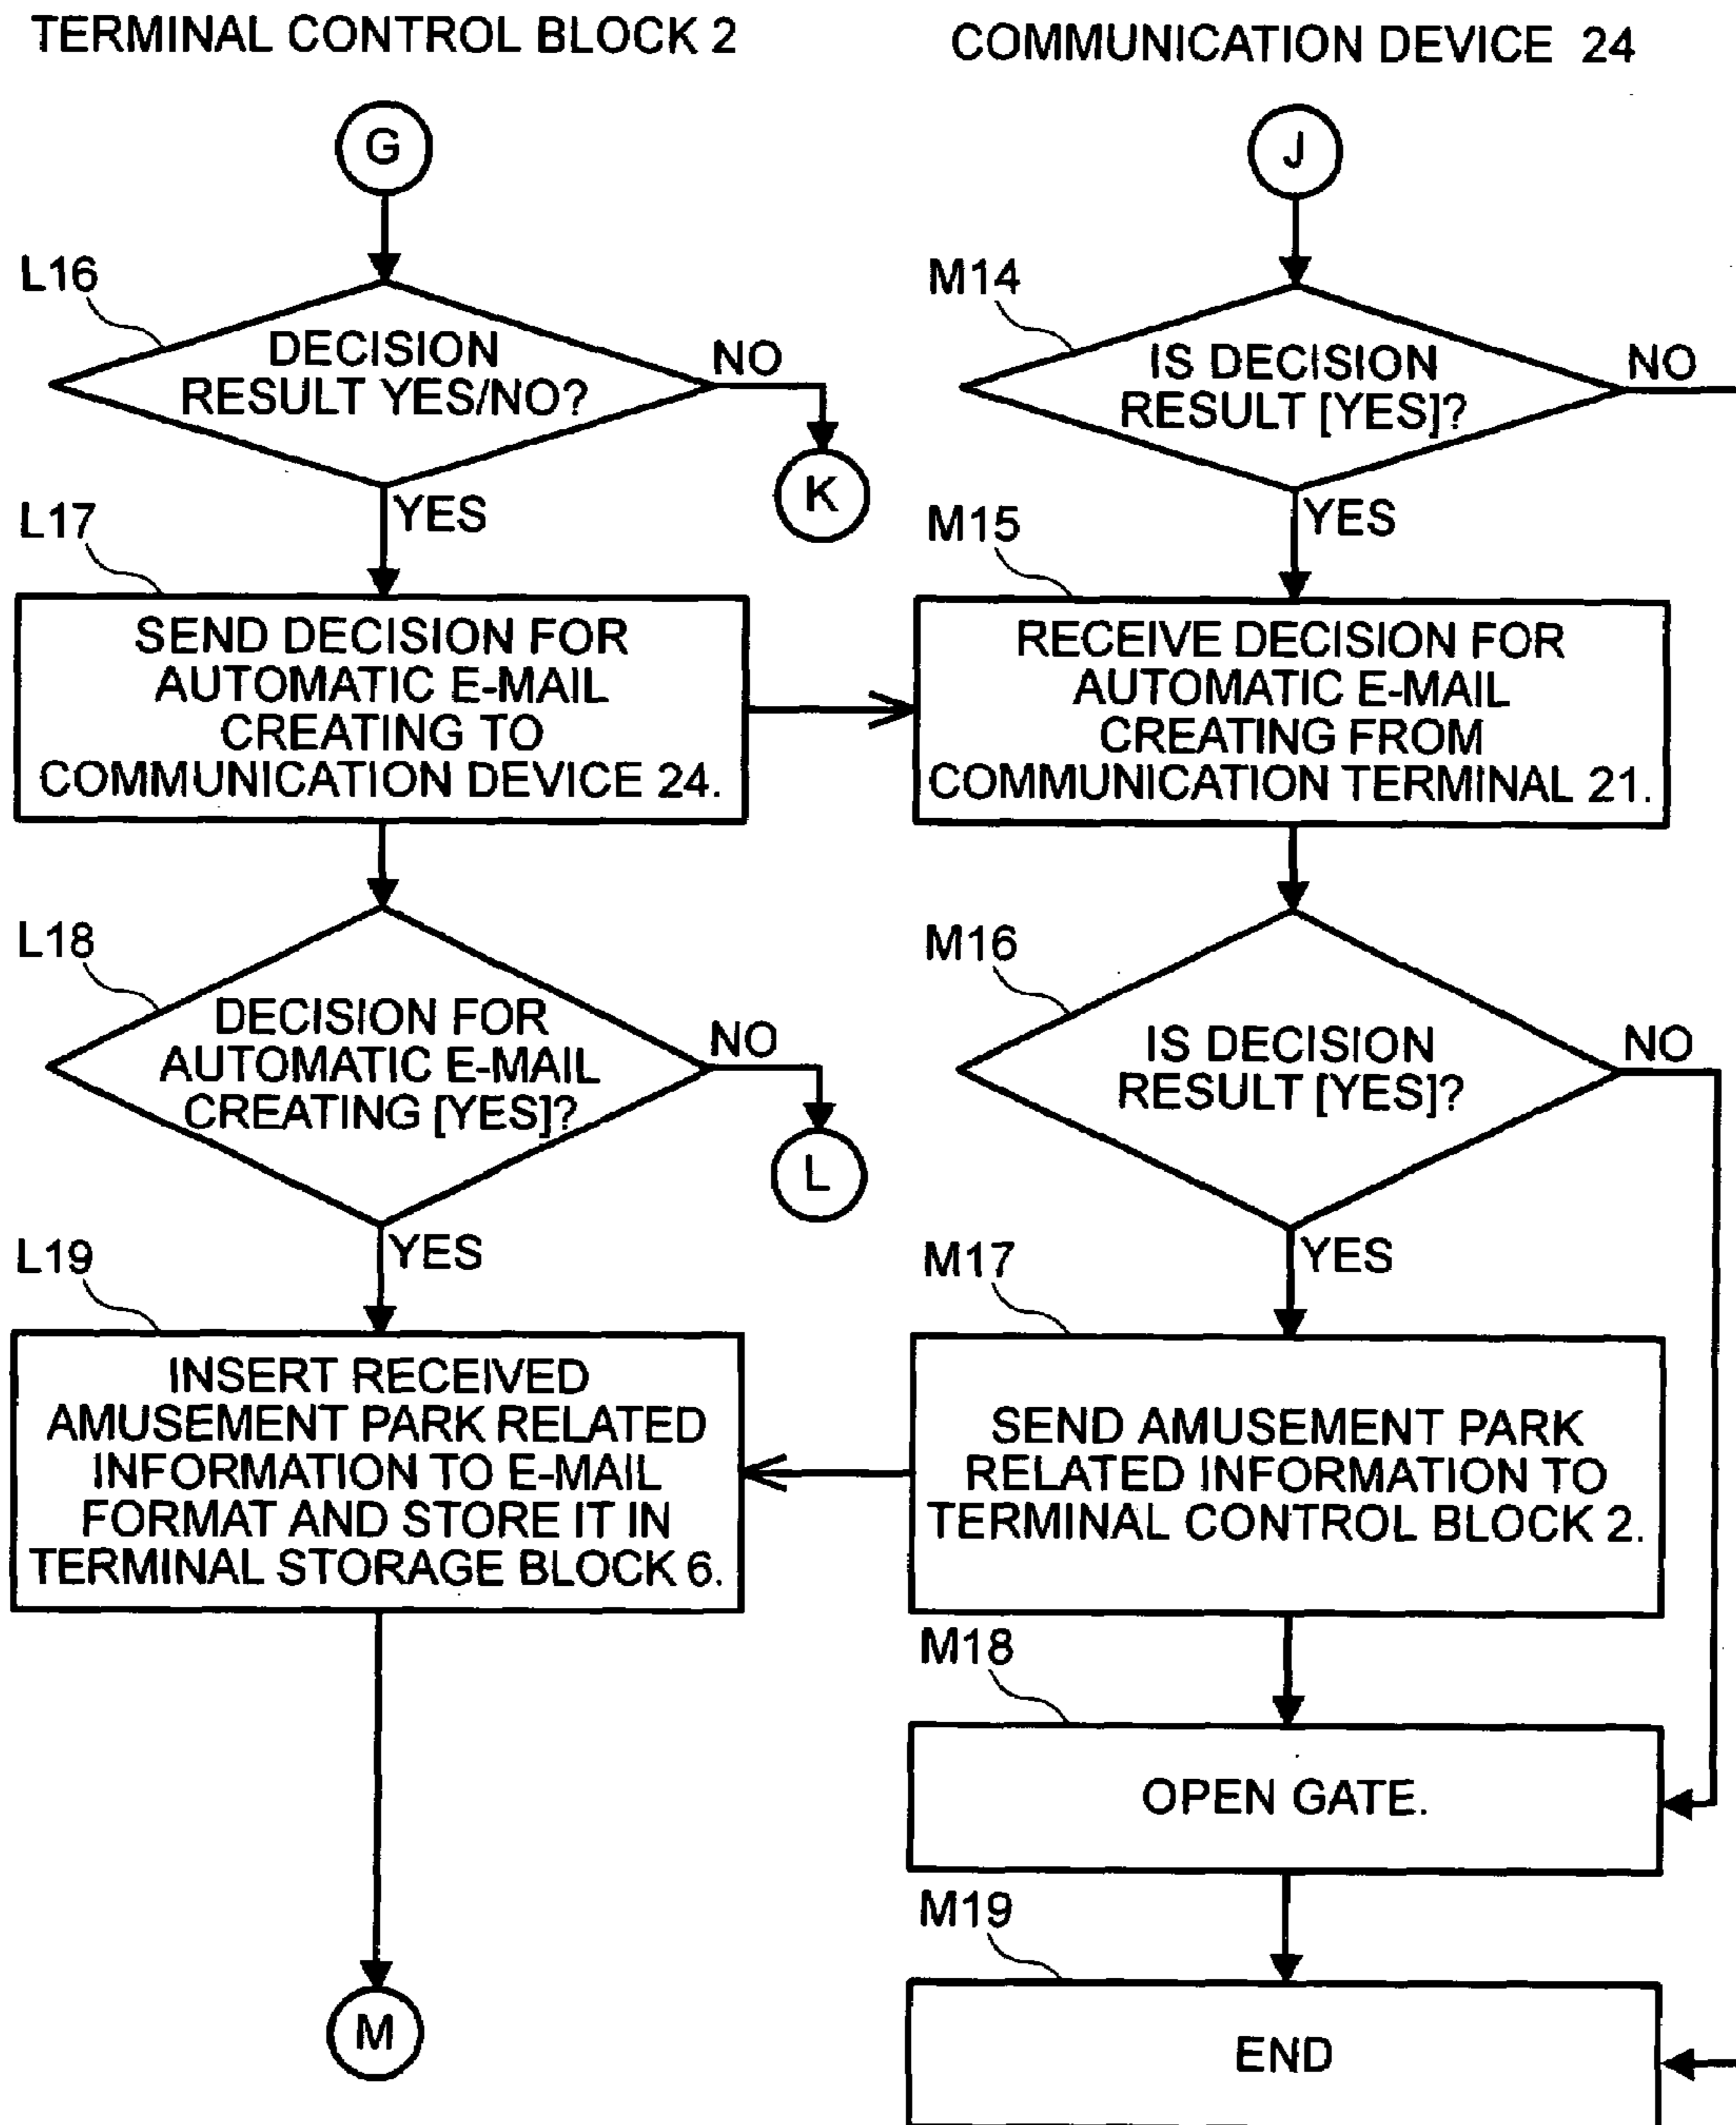 TERMINAL CONTROL BLOCK 2
COMMUNICATION DEVICE 24
G
J
L16
DECISION
RESULT YES/NO?
NO
K
YES
M14
IS DECISION
RESULT [YES]?
NO
YES
L17
SEND DECISION FOR
AUTOMATIC E-MAIL
CREATING TO
COMMUNICATION DEVICE 24.
M15
RECEIVE DECISION FOR
AUTOMATIC E-MAIL
CREATING FROM
COMMUNICATION TERMINAL 21.
L18
DECISION FOR
AUTOMATIC E-MAIL
CREATING [YES]?
NO
L
YES
M16
IS DECISION
RESULT [YES]?
NO
YES
L19
INSERT RECEIVED
AMUSEMENT PARK RELATED
INFORMATION TO E-MAIL
FORMAT AND STORE IT IN
TERMINAL STORAGE BLOCK 6.
M17
SEND AMUSEMENT PARK
RELATED INFORMATION TO
TERMINAL CONTROL BLOCK 2.
M18
OPEN GATE.
M19
END
M